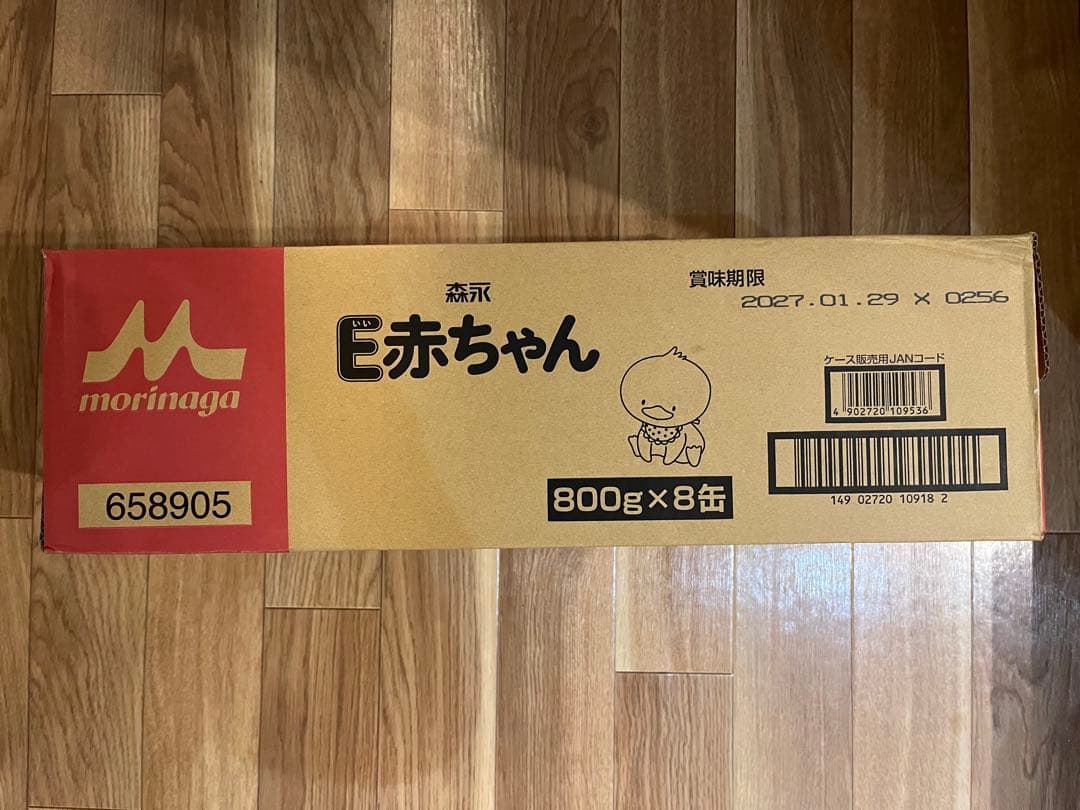 morinaga
658905
森永
いい
E赤ちゃん
800g×8缶
賞味期限
2027.01.29 X 0256
ケース販売用JANコード
4 902720 109536
149 02720 10918 2